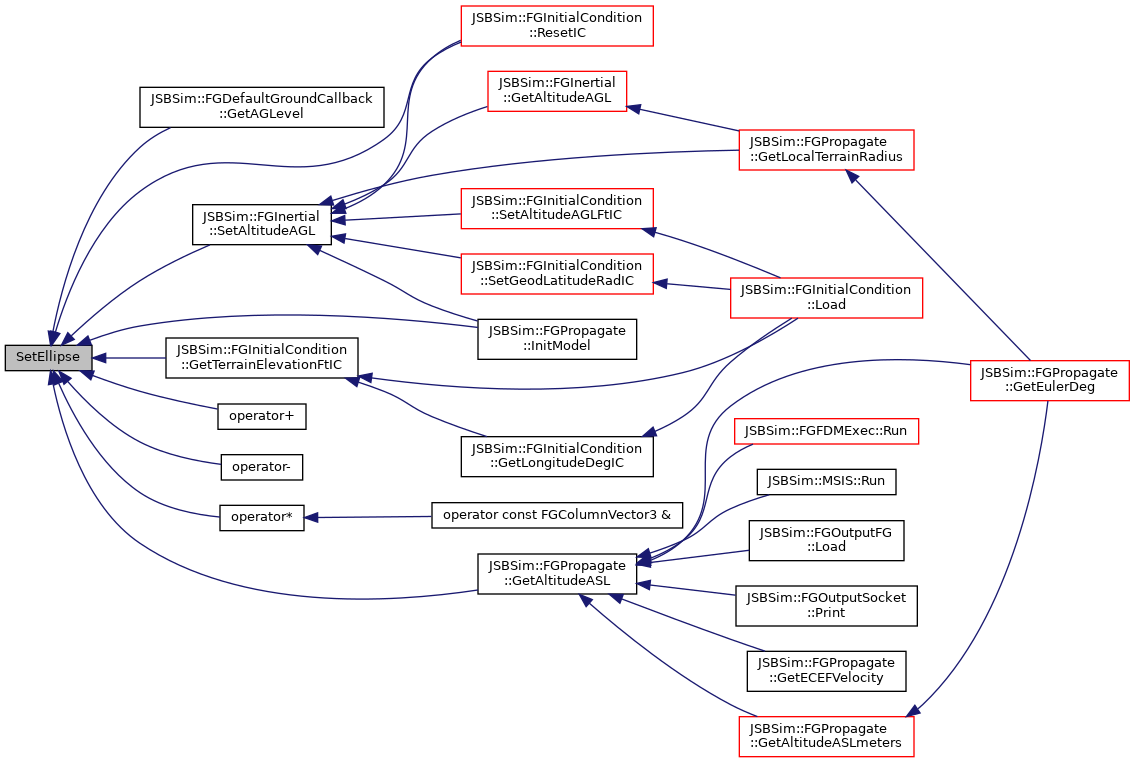 JSBSim::FGInitialCondition
::ResetIC
JSBSim::FGInertial
::GetAltitudeAGL
JSBSim::FGDefaultGroundCallback
::GetAGLevel
JSBSim::FGPropagate
::GetLocalTerrainRadius
JSBSim::FGInitialCondition
::SetAltitudeAGLFtIC
JSBSim::FGInertial
::SetAltitudeAGL
JSBSim::FGInitialCondition
::SetGeodLatitudeRadIC
JSBSim::FGInitialCondition
::Load
JSBSim::FGPropagate
::InitModel
SetEllipse
JSBSim::FGInitialCondition
::GetTerrainElevationFtIC
JSBSim::FGPropagate
::GetEulerDeg
operator+
JSBSim::FGFDMExec::Run
JSBSim::FGInitialCondition
::GetLongitudeDegIC
operator-
JSBSim::MSIS::Run
operator*
operator const FGColumnVector3 &
JSBSim::FGOutputFG
::Load
JSBSim::FGPropagate
::GetAltitudeASL
JSBSim::FGOutputSocket
::Print
JSBSim::FGPropagate
::GetECEFVelocity
JSBSim::FGPropagate
::GetAltitudeASLmeters